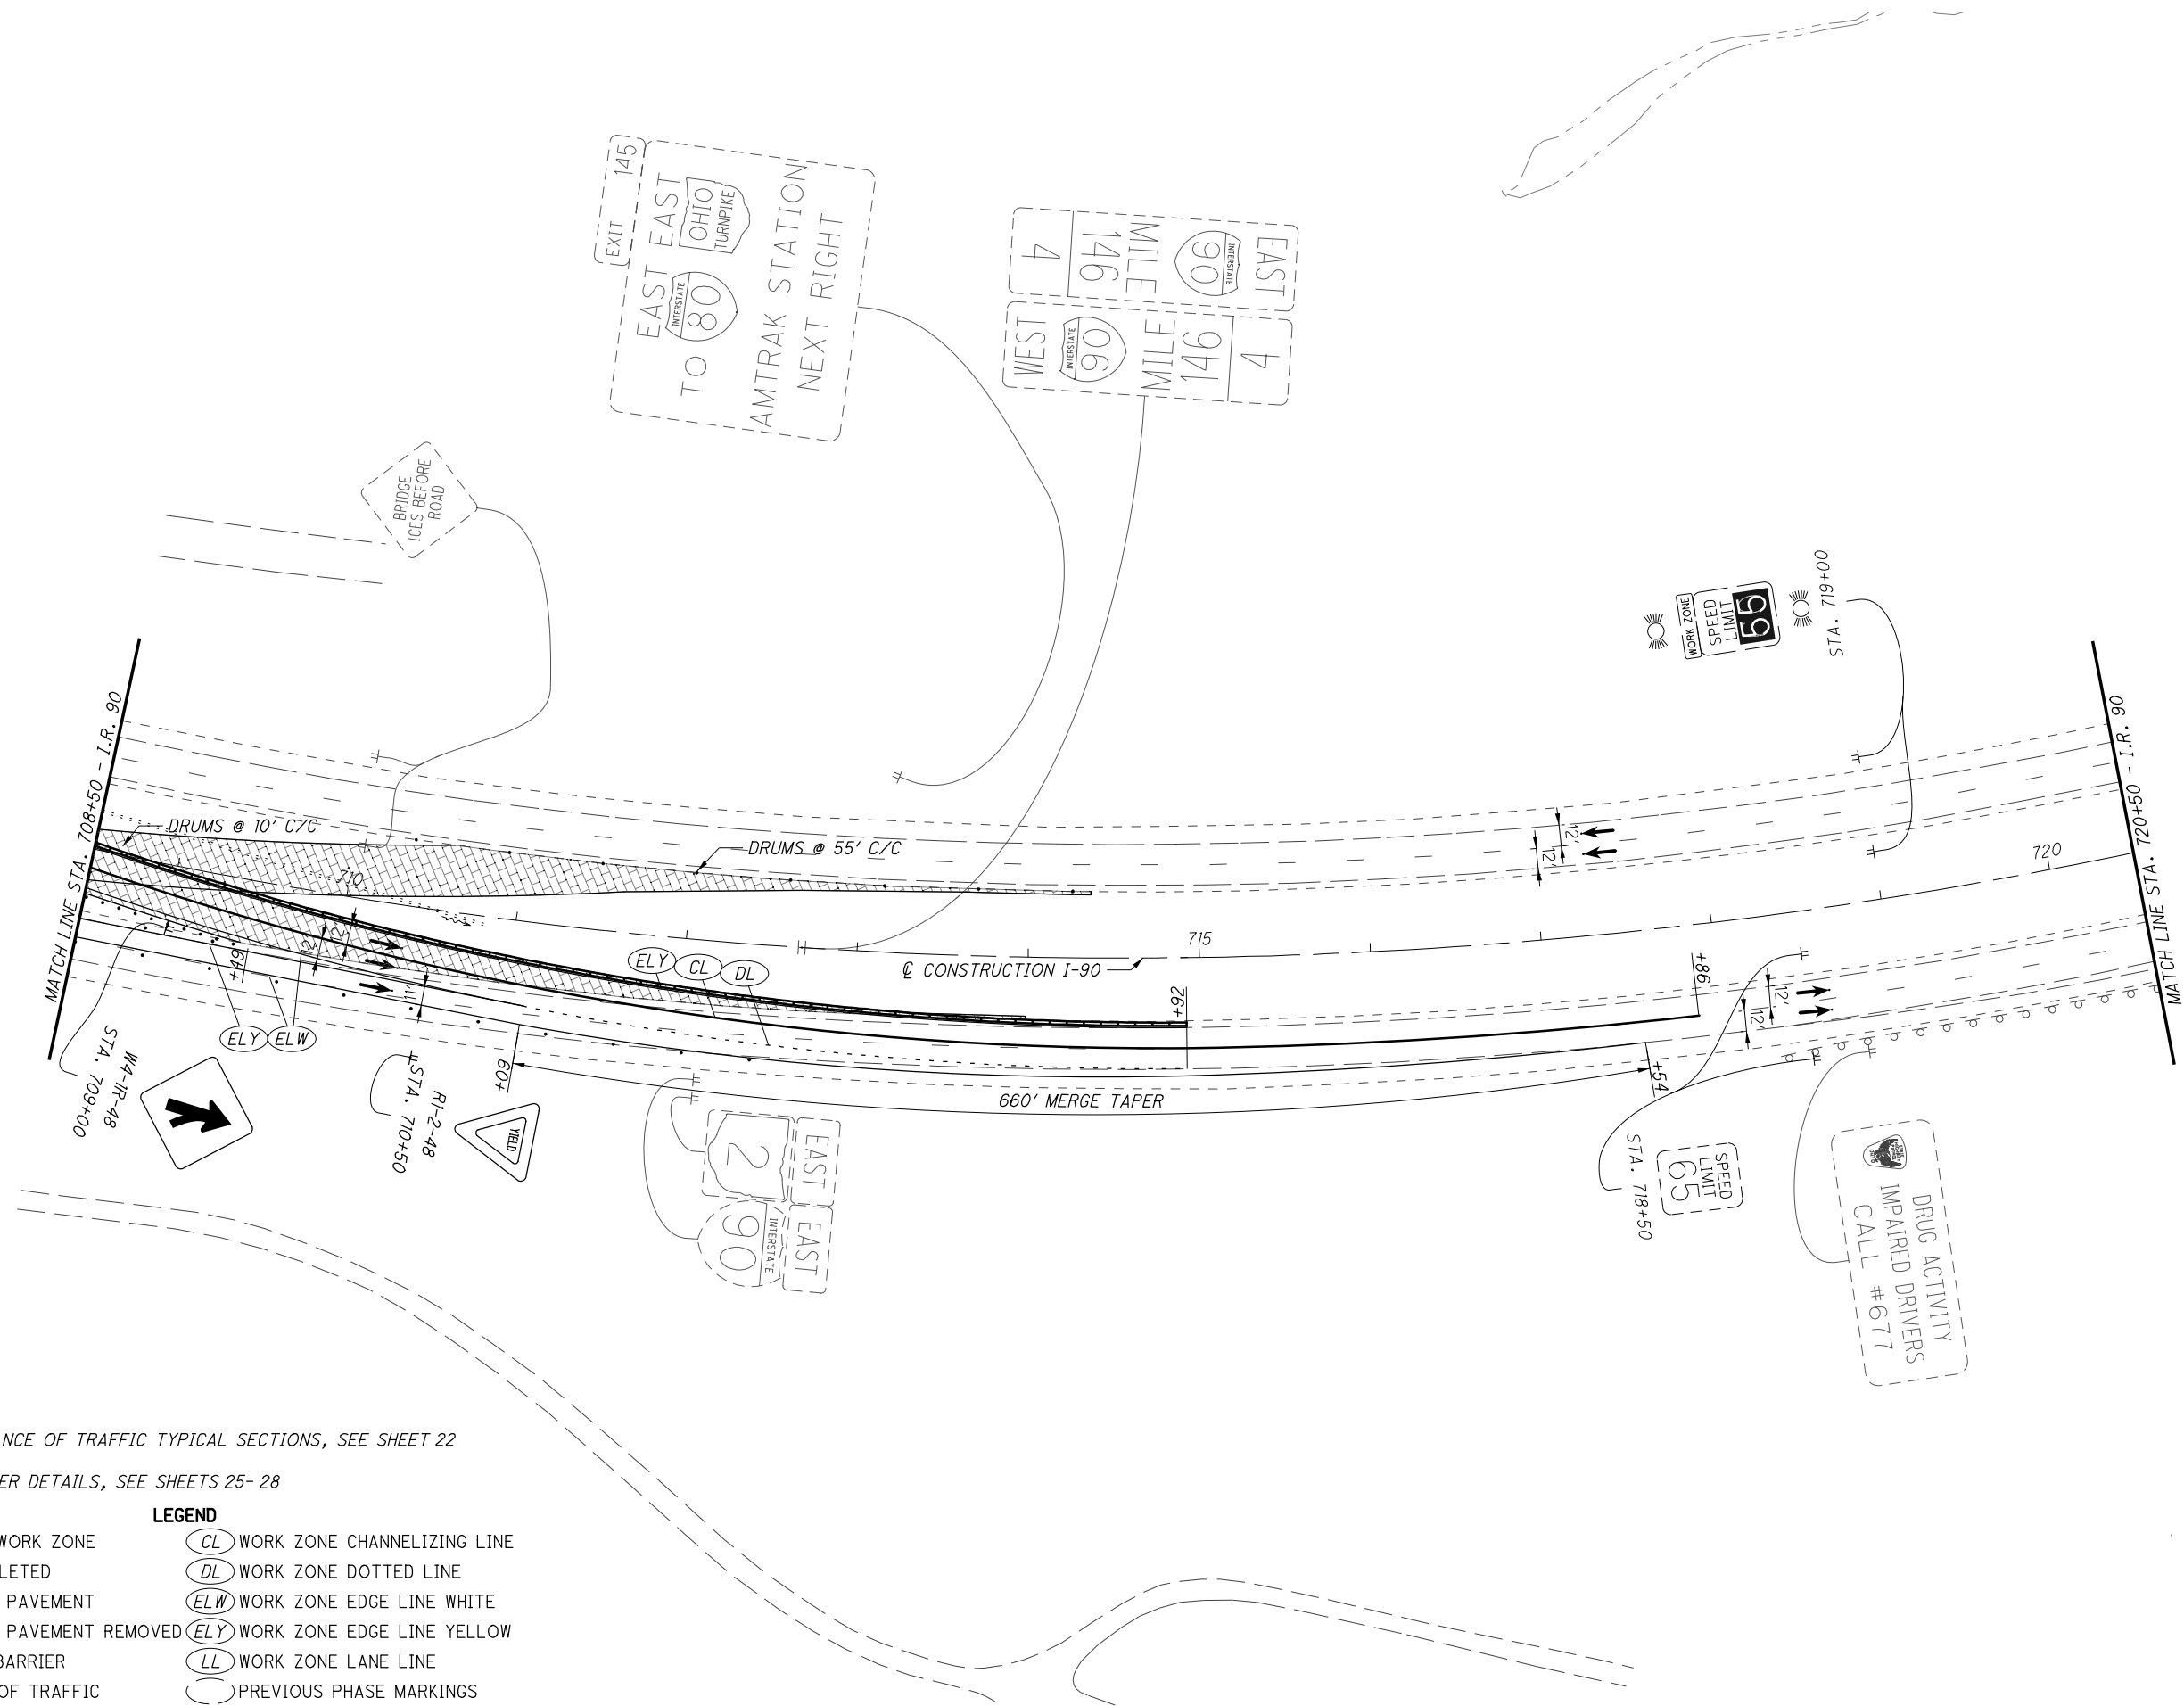 EXIT 145
EAST EAST
TO INTERSTATE 80 OHIO TURNPIKE
AMTRAK STATION
NEXT RIGHT
EAST
INTERSTATE
90
MILE
146
4
WEST
INTERSTATE
90
MILE
146
4
BRIDGE
ICES BEFORE
ROAD
WORK ZONE
SPEED
LIMIT
55
STA. 719+00
MATCH LINE STA. 708+50 - I.R. 90
MATCH LINE STA. 720+50 - I.R. 90
DRUMS @ 10' C/C
DRUMS @ 55' C/C
12'
12'
710
715
720
℄ CONSTRUCTION I-90
ELY
CL
DL
+49
12'
12'
11'
+92
+86
12'
12'
ELY
ELW
+09
+54
660' MERGE TAPER
W4-1R-48
STA. 709+00
R1-2-48
STA. 710+50
YIELD
EAST
2
EAST
INTERSTATE
90
STA. 718+50
SPEED
LIMIT
65
DRUG ACTIVITY
IMPAIRED DRIVERS
CALL #677
NCE OF TRAFFIC TYPICAL SECTIONS, SEE SHEET 22
ER DETAILS, SEE SHEETS 25-28
LEGEND
WORK ZONE
CL WORK ZONE CHANNELIZING LINE
LETED
DL WORK ZONE DOTTED LINE
PAVEMENT
ELW WORK ZONE EDGE LINE WHITE
PAVEMENT REMOVED
ELY WORK ZONE EDGE LINE YELLOW
BARRIER
LL WORK ZONE LANE LINE
OF TRAFFIC
PREVIOUS PHASE MARKINGS